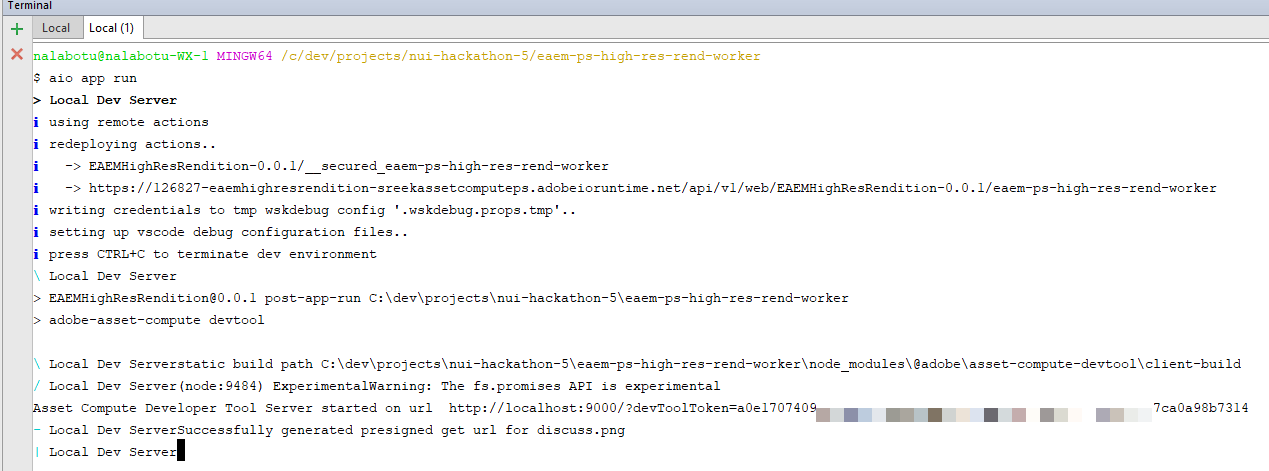 Terminal
Local Local (1)
nalabotu@nalabotu-WX-1 MINGW64 /c/dev/projects/nui-hackathon-5/eaem-ps-high-res-rend-worker
$ aio app run
> Local Dev Server
i using remote actions
i redeploying actions..
i   -> EAEMHighResRendition-0.0.1/__secured_eaem-ps-high-res-rend-worker
i   -> https://126827-eaemhighresrendition-sreekassetcomputeps.adobeioruntime.net/api/v1/web/EAEMHighResRendition-0.0.1/eaem-ps-high-res-rend-worker
i writing credentials to tmp wskdebug config '.wskdebug.props.tmp'..
i setting up vscode debug configuration files..
i press CTRL+C to terminate dev environment
\ Local Dev Server
> EAEMHighResRendition@0.0.1 post-app-run C:\dev\projects\nui-hackathon-5\eaem-ps-high-res-rend-worker
> adobe-asset-compute devtool
\ Local Dev Serverstatic build path C:\dev\projects\nui-hackathon-5\eaem-ps-high-res-rend-worker\node_modules\@adobe\asset-compute-devtool\client-build
/ Local Dev Server(node:9484) ExperimentalWarning: The fs.promises API is experimental
Asset Compute Developer Tool Server started on url  http://localhost:9000/?devToolToken=a0e1707409 7ca0a98b7314
- Local Dev ServerSuccessfully generated presigned get url for discuss.png
| Local Dev Server